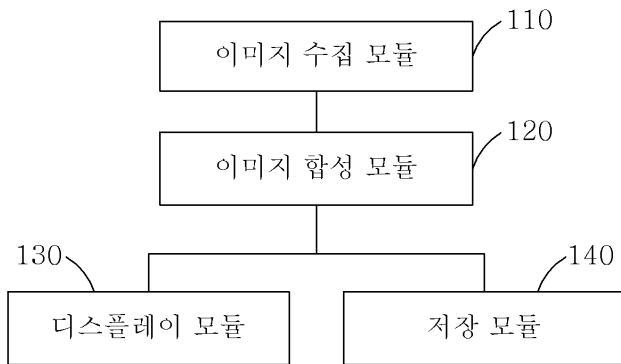 110
이미지 수집 모듈
120
이미지 합성 모듈
130
140
디스플레이 모듈
저장 모듈